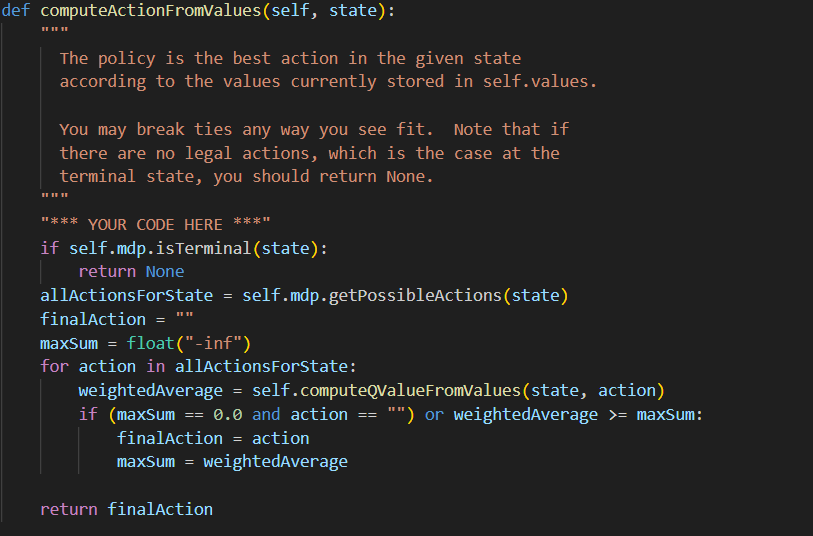 def computeActionFromValues(self, state):
    """
      The policy is the best action in the given state
      according to the values currently stored in self.values.

      You may break ties any way you see fit.  Note that if
      there are no legal actions, which is the case at the
      terminal state, you should return None.
    """
    "*** YOUR CODE HERE ***"
    if self.mdp.isTerminal(state):
        return None
    allActionsForState = self.mdp.getPossibleActions(state)
    finalAction = ""
    maxSum = float("-inf")
    for action in allActionsForState:
        weightedAverage = self.computeQValueFromValues(state, action)
        if (maxSum == 0.0 and action == "") or weightedAverage >= maxSum:
            finalAction = action
            maxSum = weightedAverage

    return finalAction